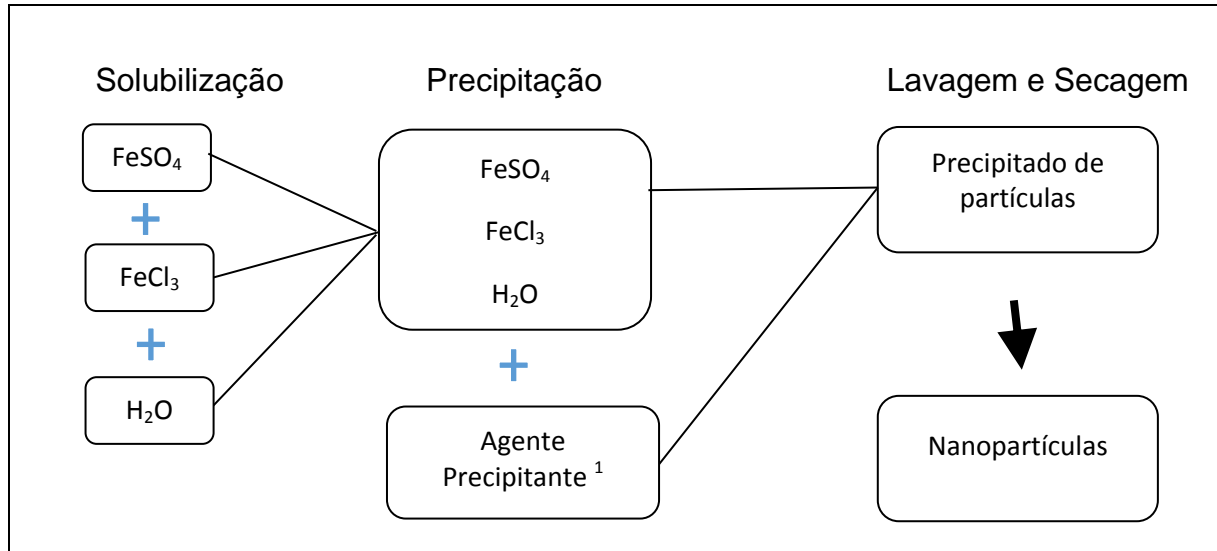 Solubilização
FeSO₄
+
FeCl₃
+
H₂O
Precipitação
FeSO₄
FeCl₃
H₂O
+
Agente
Precipitante ¹
Lavagem e Secagem
Precipitado de
partículas
Nanopartículas